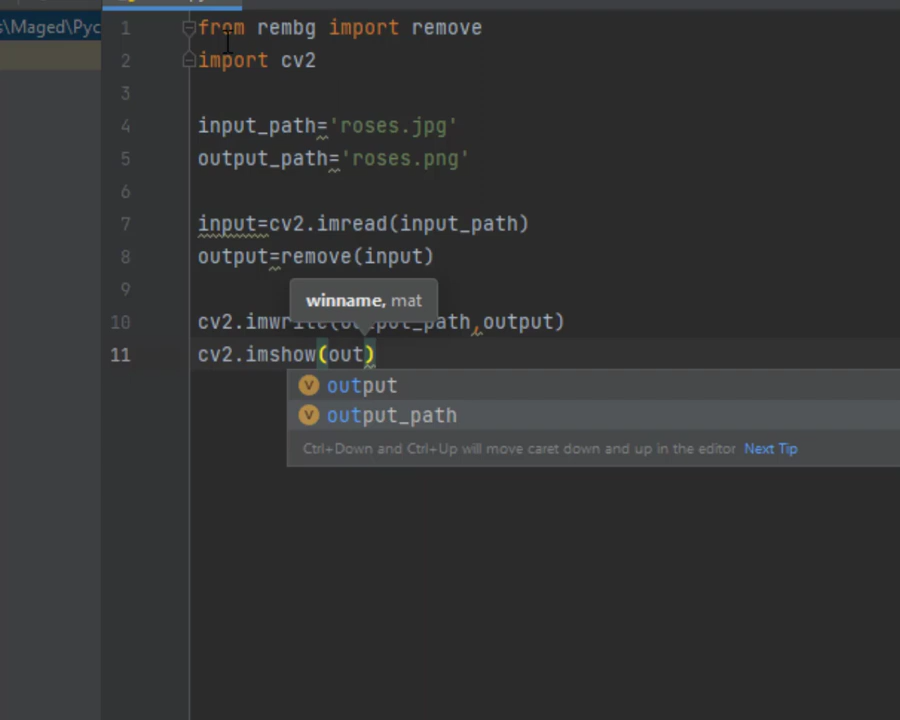 s\Maged\Pyc
1 from rembg import remove
2 import cv2
3
4 input_path='roses.jpg'
5 output_path='roses.png'
6
7 input=cv2.imread(input_path)
8 output=remove(input)
9
winname, mat
10 cv2.imwrite(output_path,output)
11 cv2.imshow(out)
output
output_path
Ctrl+Down and Ctrl+Up will move caret down and up in the editor Next Tip